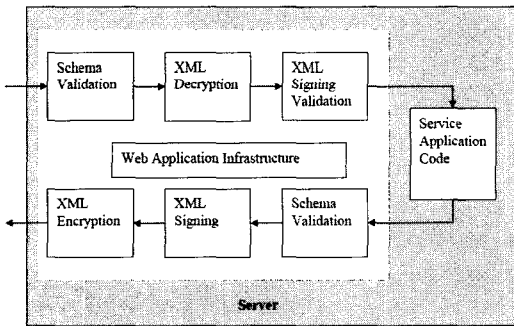 Schema
Validation
XML
Decryption
XML
Signing
Validation
Service
Application
Code
Web Application Infrastructure
XML
Encryption
XML
Signing
Schema
Validation
Server